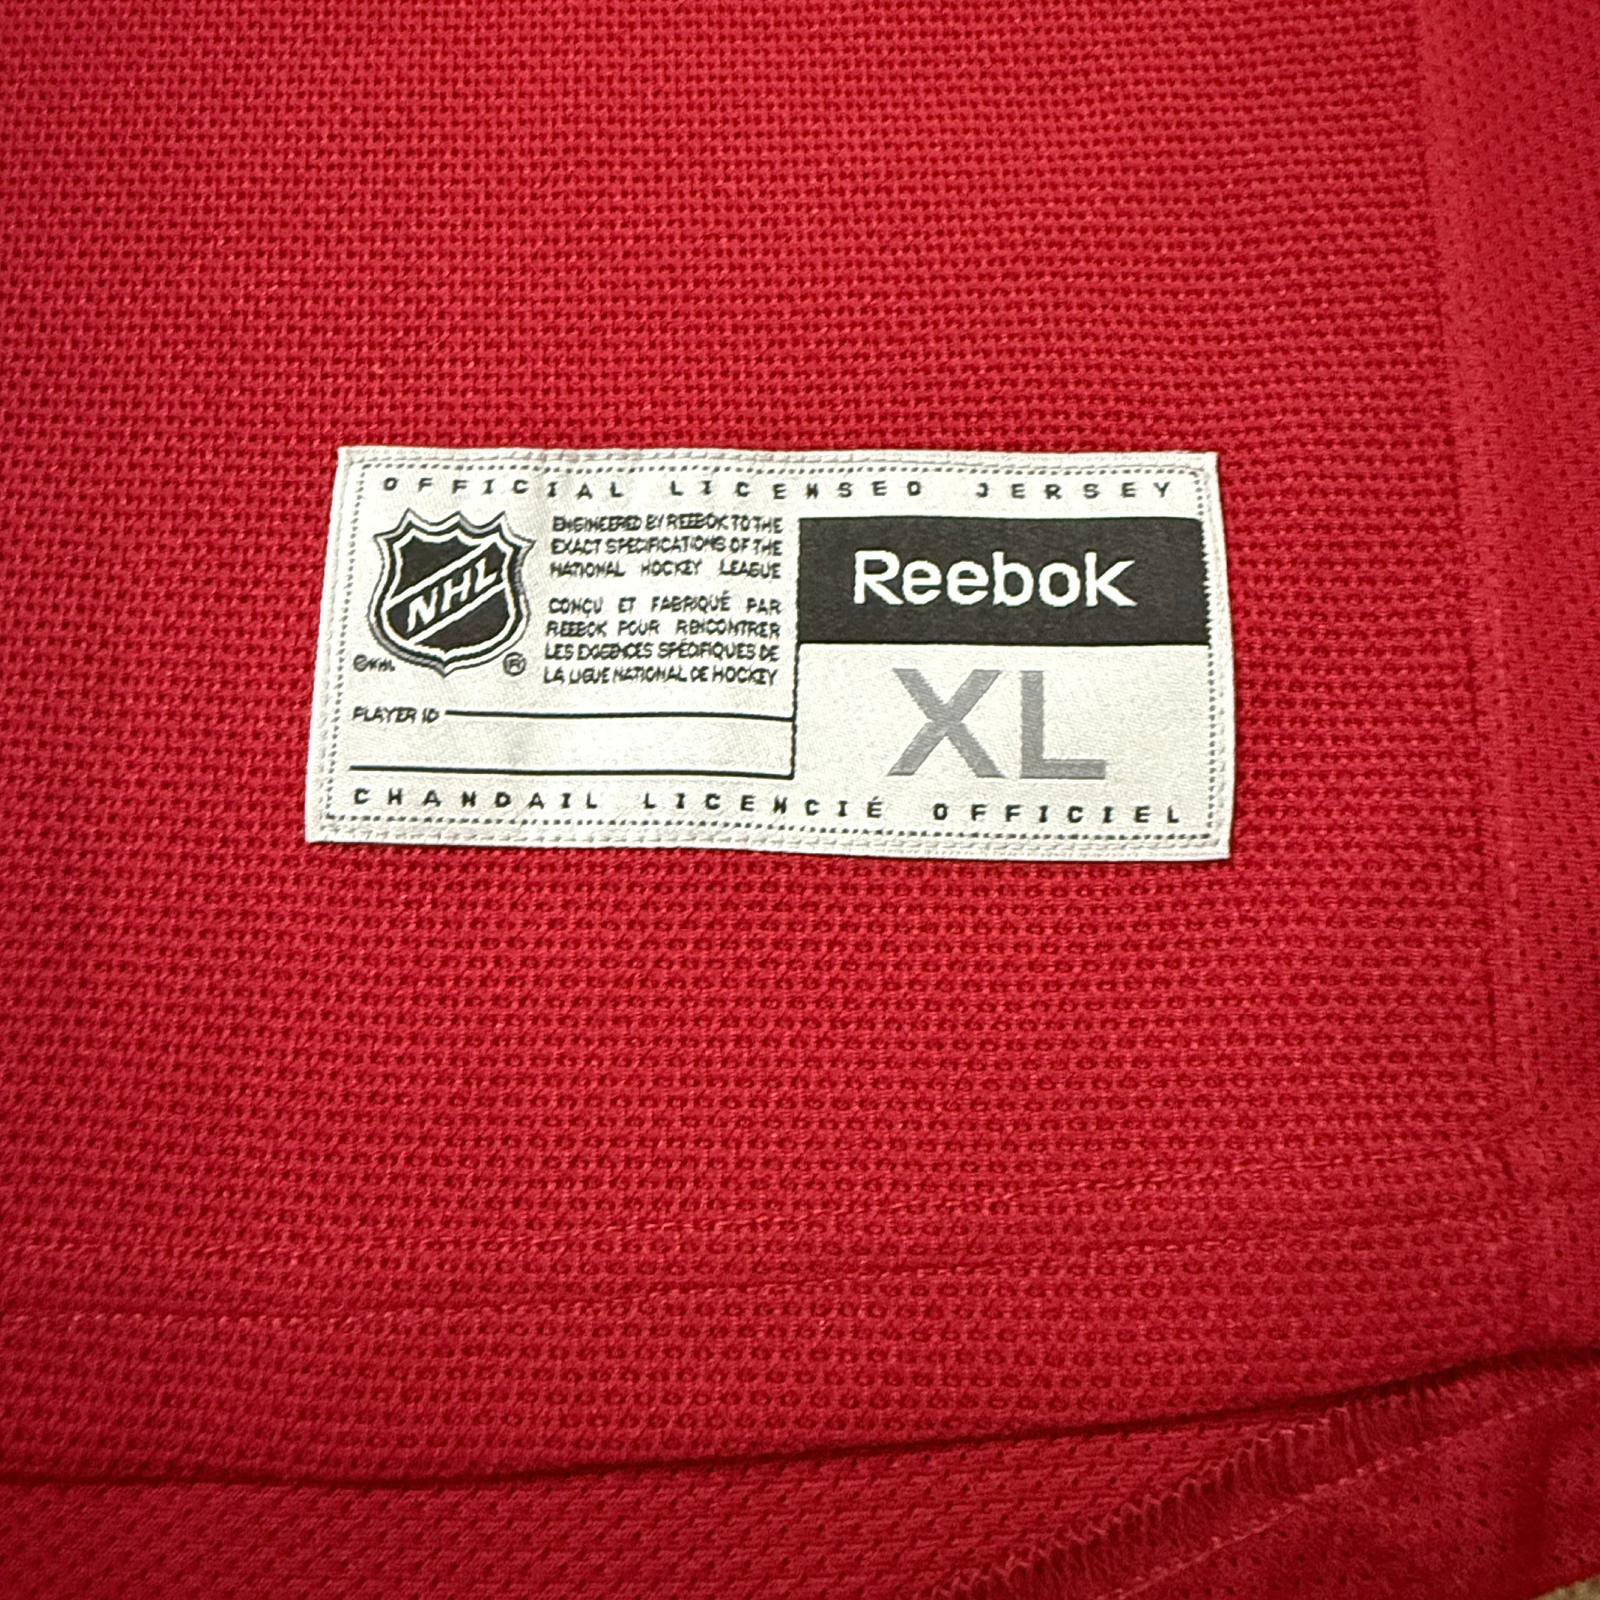 OFFICIAL LICENSED JERSEY
NHL
ENGINEERED BY REEBOK TO THE
EXACT SPECIFICATIONS OF THE
NATIONAL HOCKEY LEAGUE
CONÇU ET FABRIQUÉ PAR
REEBOK POUR RENCONTRER
LES EXIGENCES SPÉCIFIQUES DE
LA LIGUE NATIONAL DE HOCKEY
©NHL ®
PLAYER ID
Reebok
XL
CHANDAIL LICENCIÉ OFFICIEL